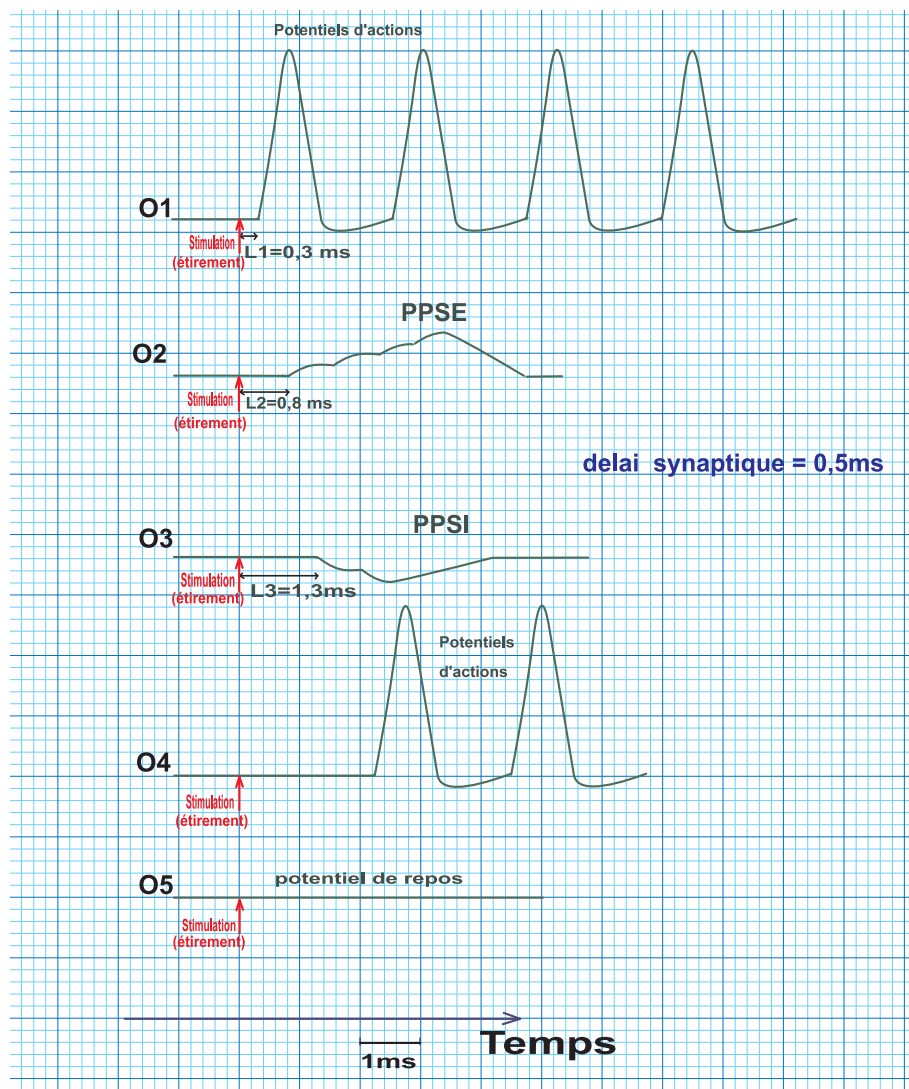 Potentiels d'actions
O1
Stimulation
(étirement)
L1=0,3 ms
PPSE
O2
Stimulation
(étirement)
L2=0,8 ms
delai synaptique = 0,5ms
PPSI
O3
Stimulation
(étirement)
L3=1,3ms
Potentiels
d'actions
O4
Stimulation
(étirement)
potentiel de repos
O5
Stimulation
(étirement)
Temps
1ms